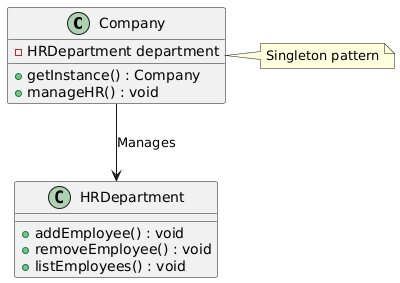 C Company
HRDepartment department
getInstance() : Company
manageHR() : void
Singleton pattern
Manages
C HRDepartment
addEmployee() : void
removeEmployee() : void
listEmployees() : void